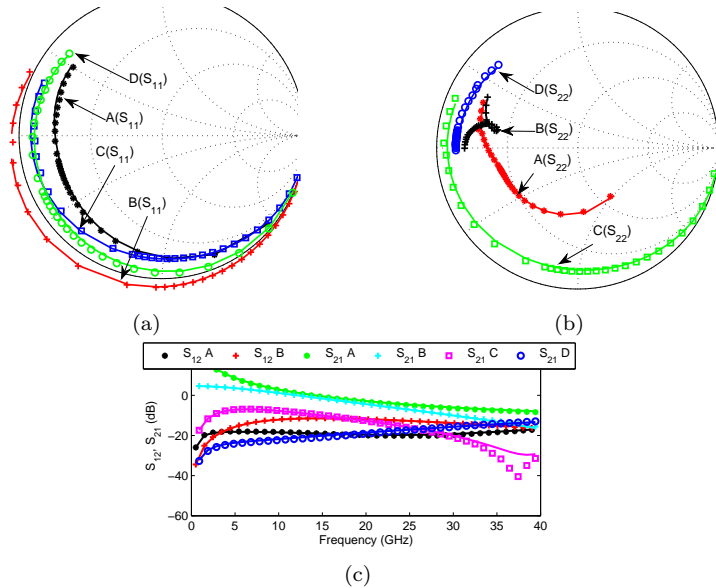 D(S11)
A(S11)
C(S11)
B(S11)
(a)
D(S22)
B(S22)
A(S22)
C(S22)
(b)
S12 A S12 B S21 A S21 B S21 C S21 D
0
−20
−40
−60
S12, S21 (dB)
0 5 10 15 20 25 30 35 40
Frequency (GHz)
(c)